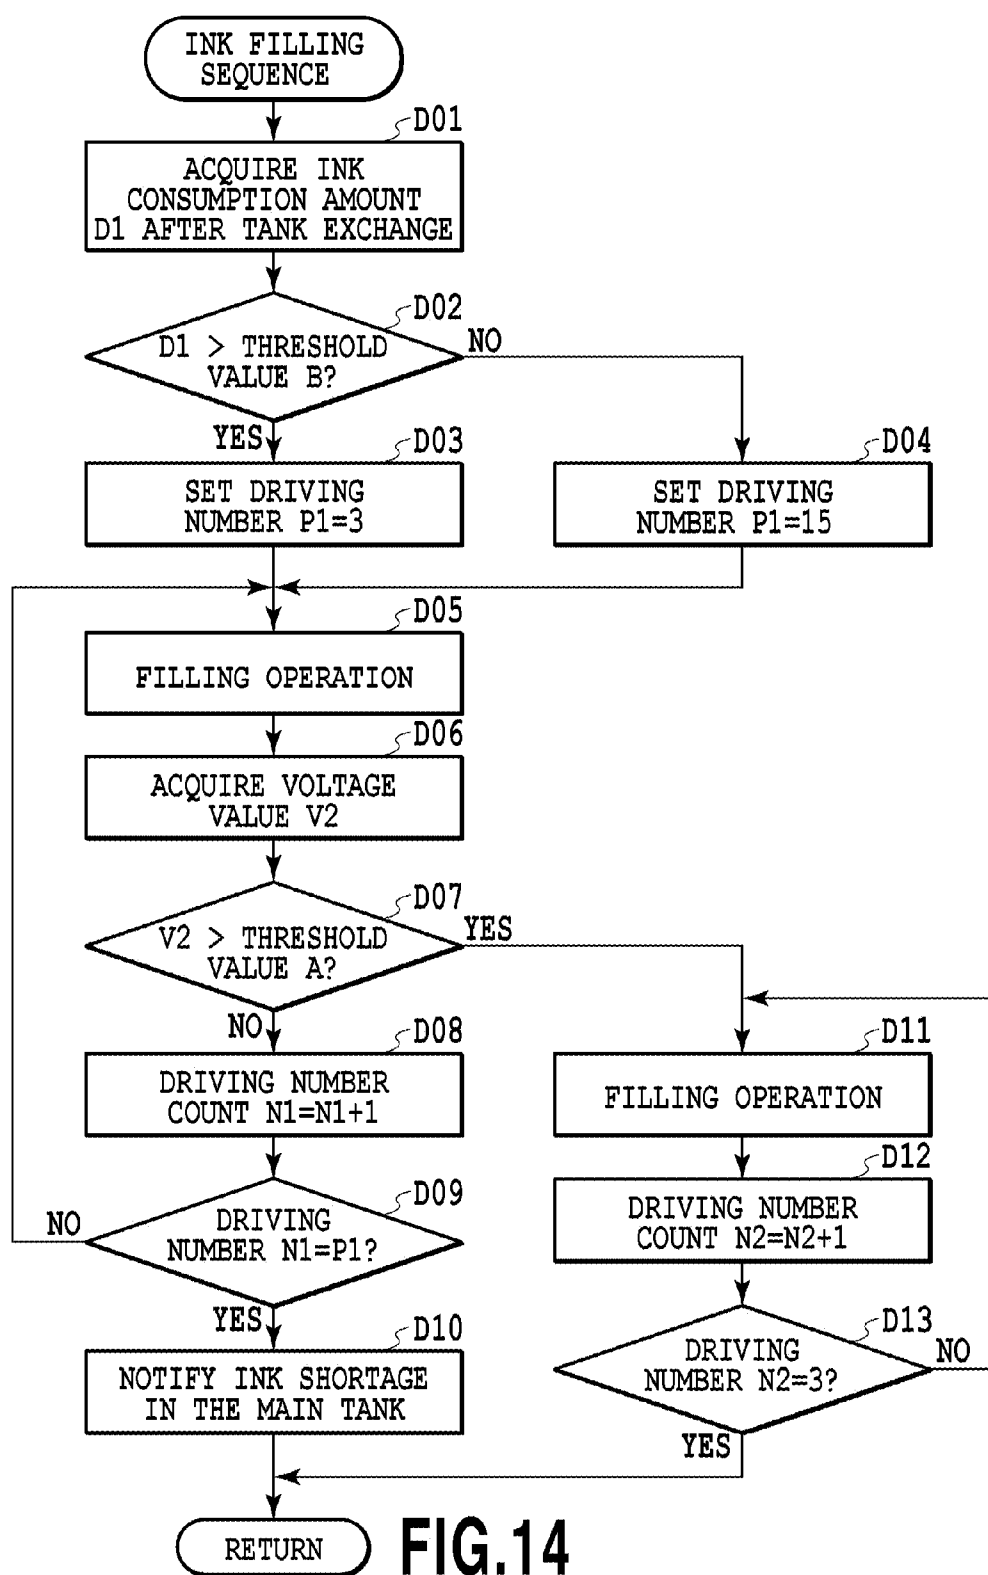 INK FILLING
SEQUENCE
D01
ACQUIRE INK
CONSUMPTION AMOUNT
D1 AFTER TANK EXCHANGE
D02
D1 > THRESHOLD
VALUE B?
NO
YES
D03
SET DRIVING
NUMBER P1=3
D04
SET DRIVING
NUMBER P1=15
D05
FILLING OPERATION
D06
ACQUIRE VOLTAGE
VALUE V2
D07
V2 > THRESHOLD
VALUE A?
YES
NO
D08
DRIVING NUMBER
COUNT N1=N1+1
D09
DRIVING
NUMBER N1=P1?
NO
YES
D10
NOTIFY INK SHORTAGE
IN THE MAIN TANK
D11
FILLING OPERATION
D12
DRIVING NUMBER
COUNT N2=N2+1
D13
DRIVING
NUMBER N2=3?
NO
YES
RETURN
FIG.14